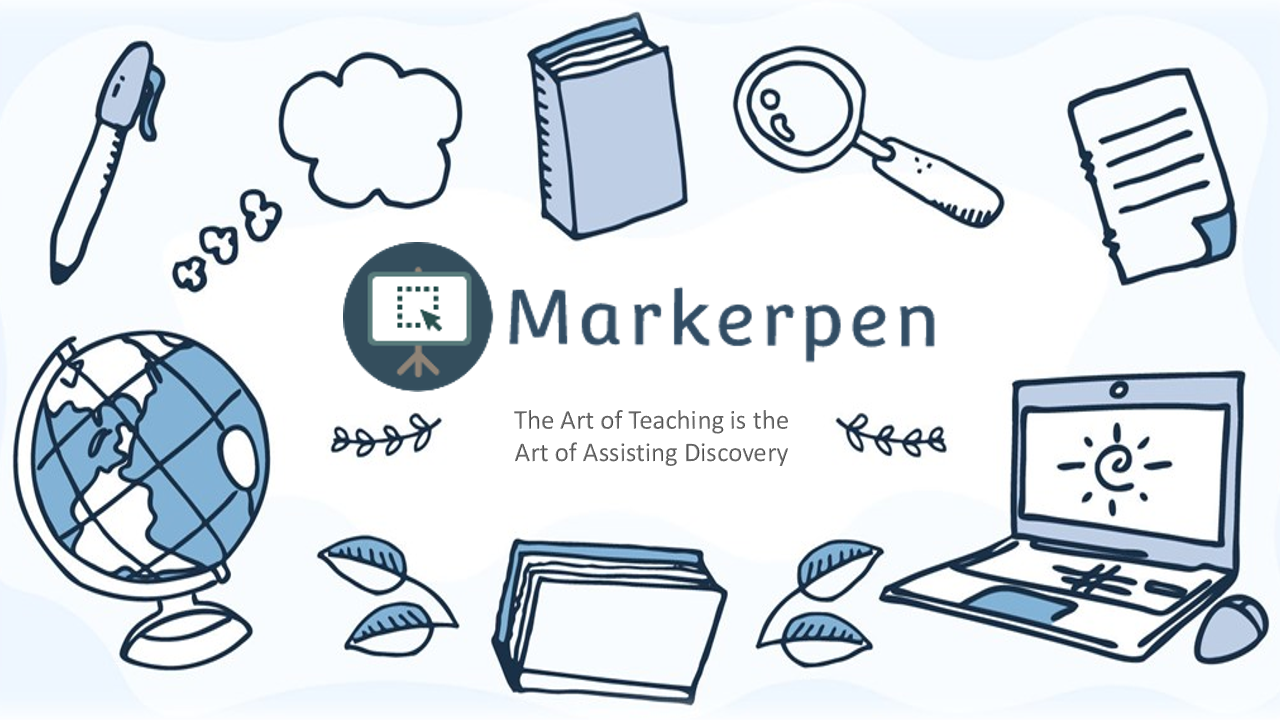 Markerpen
The Art of Teaching is the
Art of Assisting Discovery